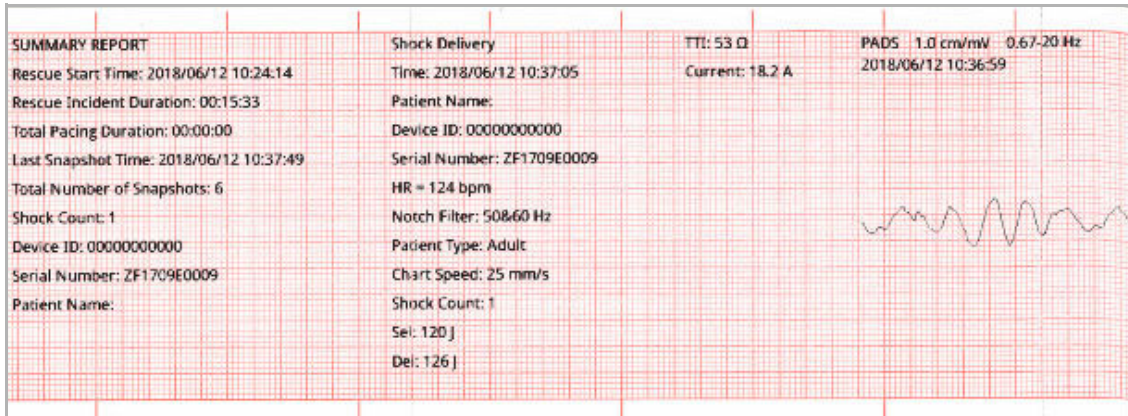 SUMMARY REPORT
Rescue Start Time: 2018/06/12 10:24:14
Rescue Incident Duration: 00:15:33
Total Pacing Duration: 00:00:00
Last Snapshot Time: 2018/06/12 10:37:49
Total Number of Snapshots: 6
Shock Count: 1
Device ID: 00000000000
Serial Number: ZF1709E0009
Patient Name:
Shock Delivery
Time: 2018/06/12 10:37:05
Patient Name:
Device ID: 00000000000
Serial Number: ZF1709E0009
HR = 124 bpm
Notch Filter: 50&60 Hz
Patient Type: Adult
Chart Speed: 25 mm/s
Shock Count: 1
Sel: 120 J
Del: 126 J
TTI: 53 Ω
Current: 18.2 A
PADS 1.0 cm/mV 0.67-20 Hz
2018/06/12 10:36:59